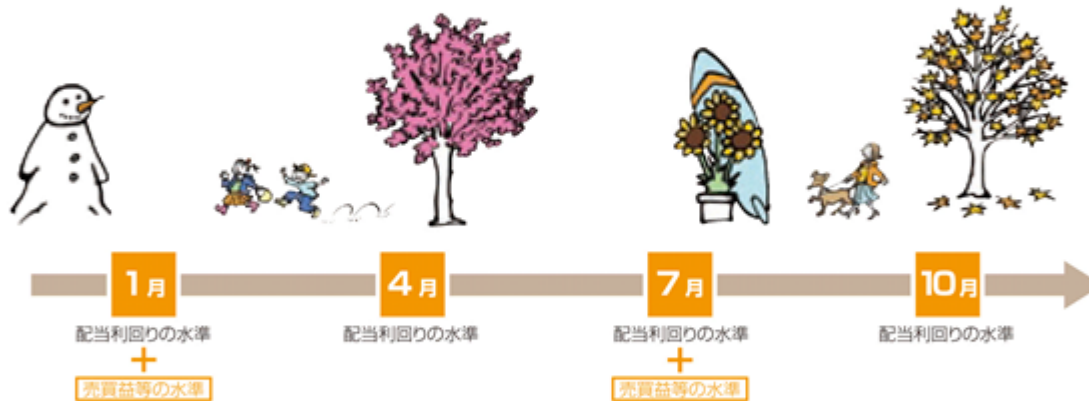 1月
配当利回りの水準
+
売買益等の水準
4月
配当利回りの水準
7月
配当利回りの水準
+
売買益等の水準
10月
配当利回りの水準